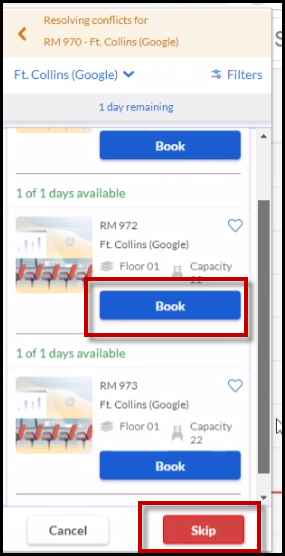 Resolving conflicts for
RM 970 - Ft. Collins (Google)
Ft. Collins (Google)
Filters
1 day remaining
Book
1 of 1 days available
RM 972
Ft. Collins (Google)
Floor 01
Capacity
22
Book
1 of 1 days available
RM 973
Ft. Collins (Google)
Floor 01
Capacity
22
Book
Cancel
Skip